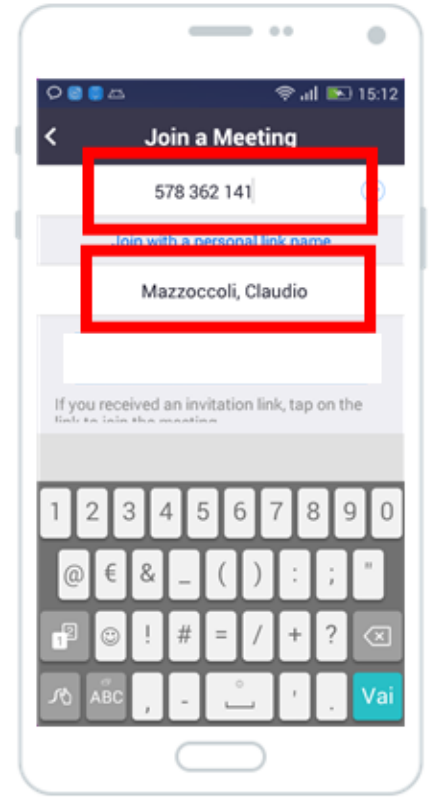 15:12
Join a Meeting
578 362 141
Join with a personal link name
Mazzoccoli, Claudio
If you received an invitation link, tap on the
link to join the meeting
1 2 3 4 5 6 7 8 9 0
@ € & _ ( ) : ; "
1 2 ! # = / + ? 
ABC , - ' . Vai